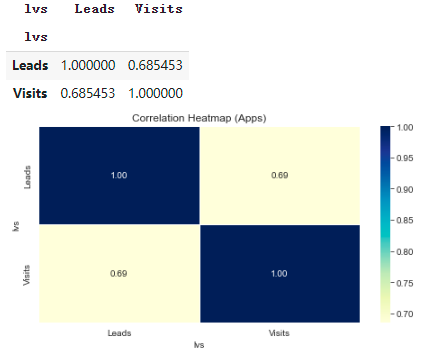 lvs Leads Visits
lvs
Leads 1.000000 0.685453
Visits 0.685453 1.000000
Correlation Heatmap (Apps)
1.00
0.69
0.69
1.00
Leads
Visits
lvs
Leads
Visits
lvs
1.00
0.95
0.90
0.85
0.80
0.75
0.70